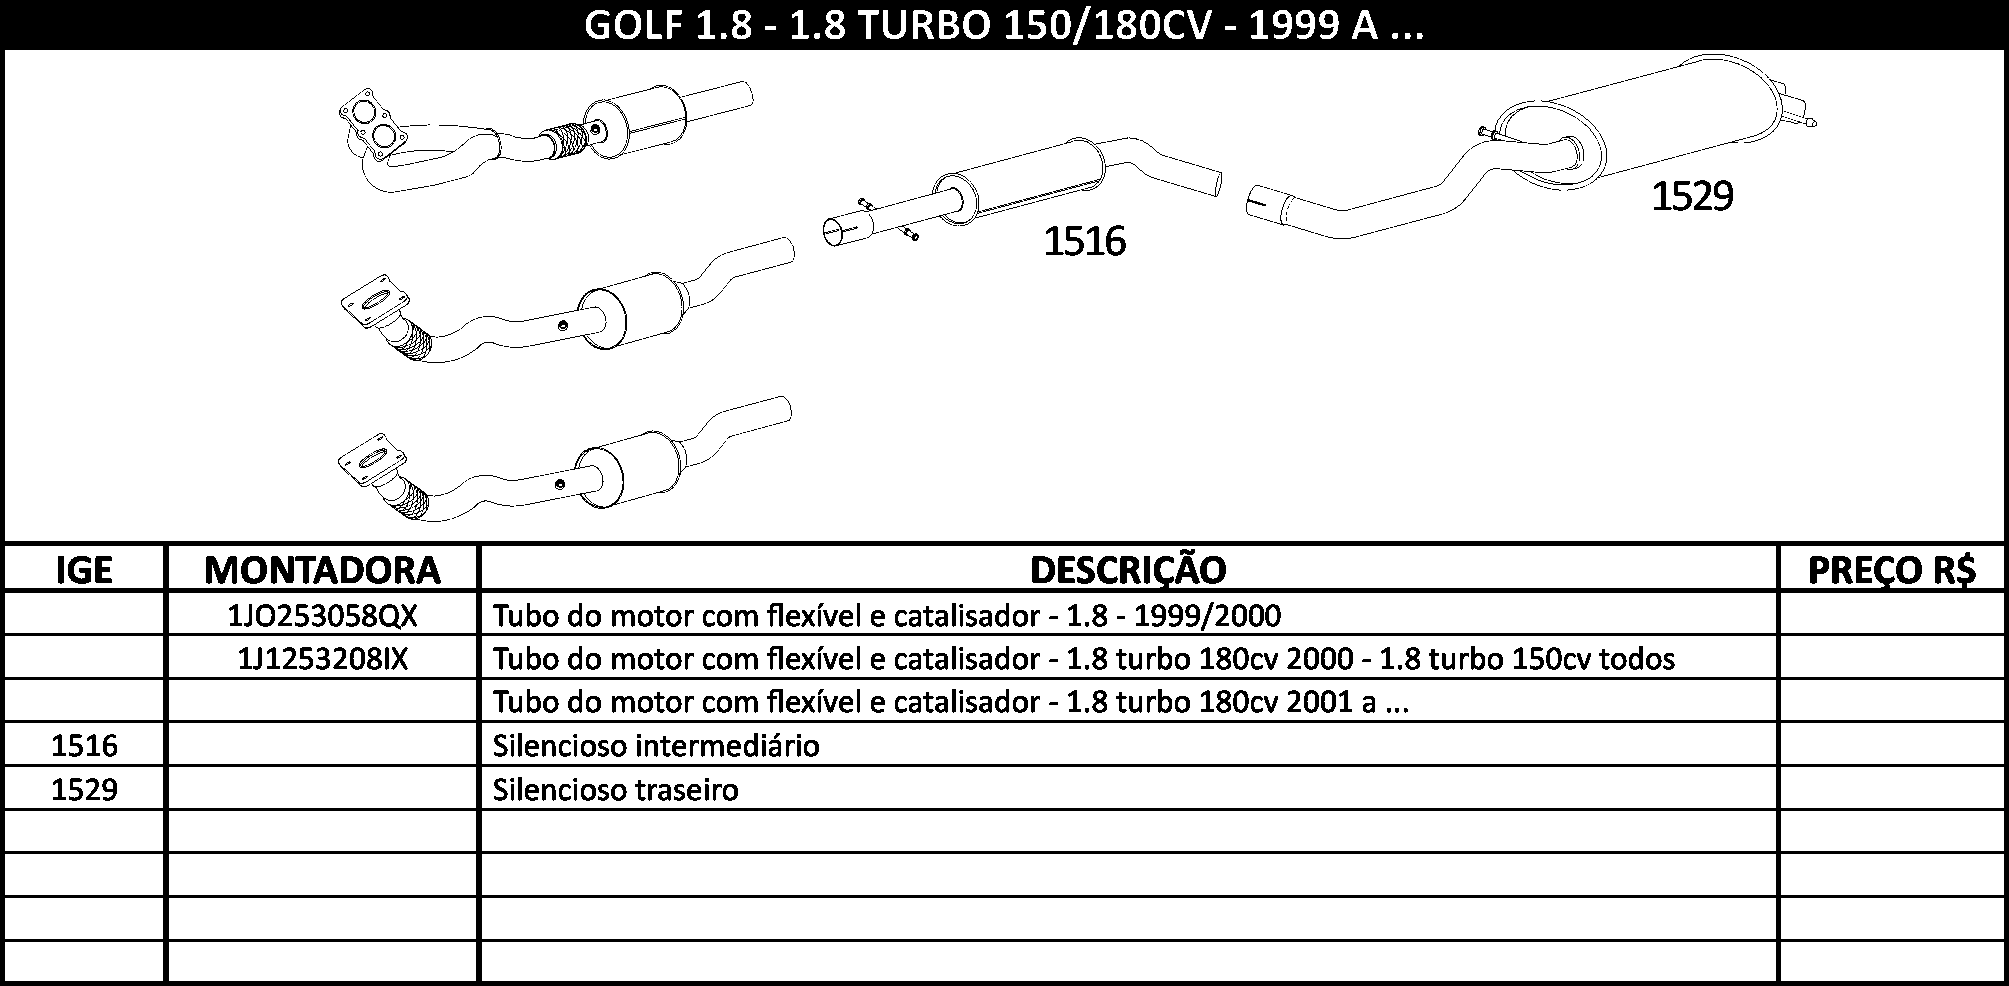 GOLF 1.8 - 1.8 TURBO 150/180CV - 1999 A ...
1529
1516
IGE MONTADORA DESCRIÇÃO PREÇO R$
1JO253058QX Tubo do motor com flexível e catalisador - 1.8 - 1999/2000
1J1253208IX Tubo do motor com flexível e catalisador - 1.8 turbo 180cv 2000 - 1.8 turbo 150cv todos
Tubo do motor com flexível e catalisador - 1.8 turbo 180cv 2001 a ...
1516 Silencioso intermediário
1529 Silencioso traseiro